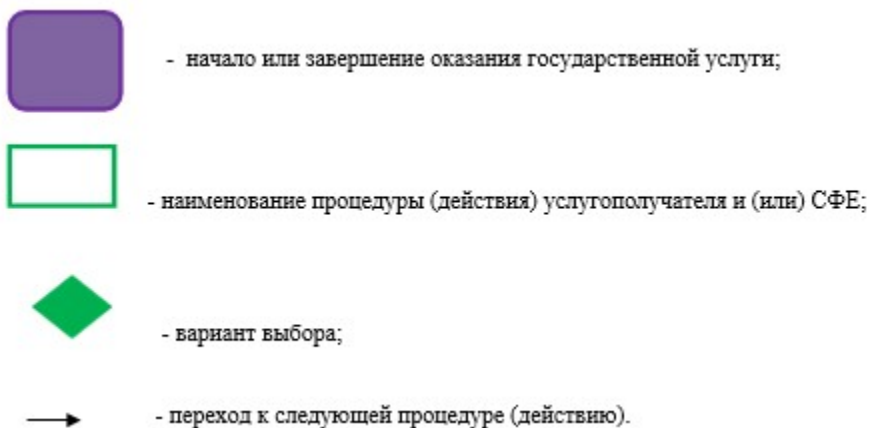 - начало или завершение оказания государственной услуги;
- наименование процедуры (действия) услугополучателя и (или) СФЕ;
- вариант выбора;
- переход к следующей процедуре (действию).